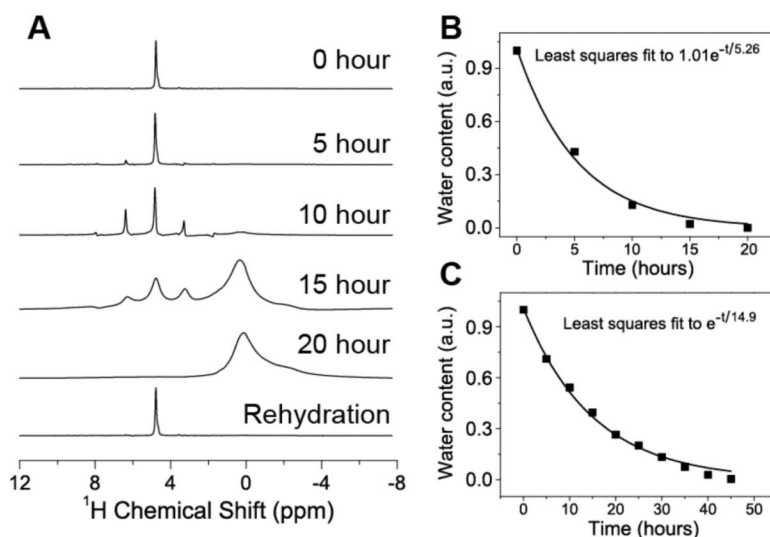 A
0 hour
5 hour
10 hour
15 hour
20 hour
Rehydration
12 8 4 0 -4 -8
¹H Chemical Shift (ppm)
B
Least squares fit to 1.01e⁻ᵗ/⁵·²⁶
Water content (a.u.)
0.9
0.6
0.3
0.0
0 5 10 15 20
Time (hours)
C
Least squares fit to e⁻ᵗ/¹⁴·⁹
Water content (a.u.)
0.9
0.6
0.3
0.0
0 10 20 30 40 50
Time (hours)